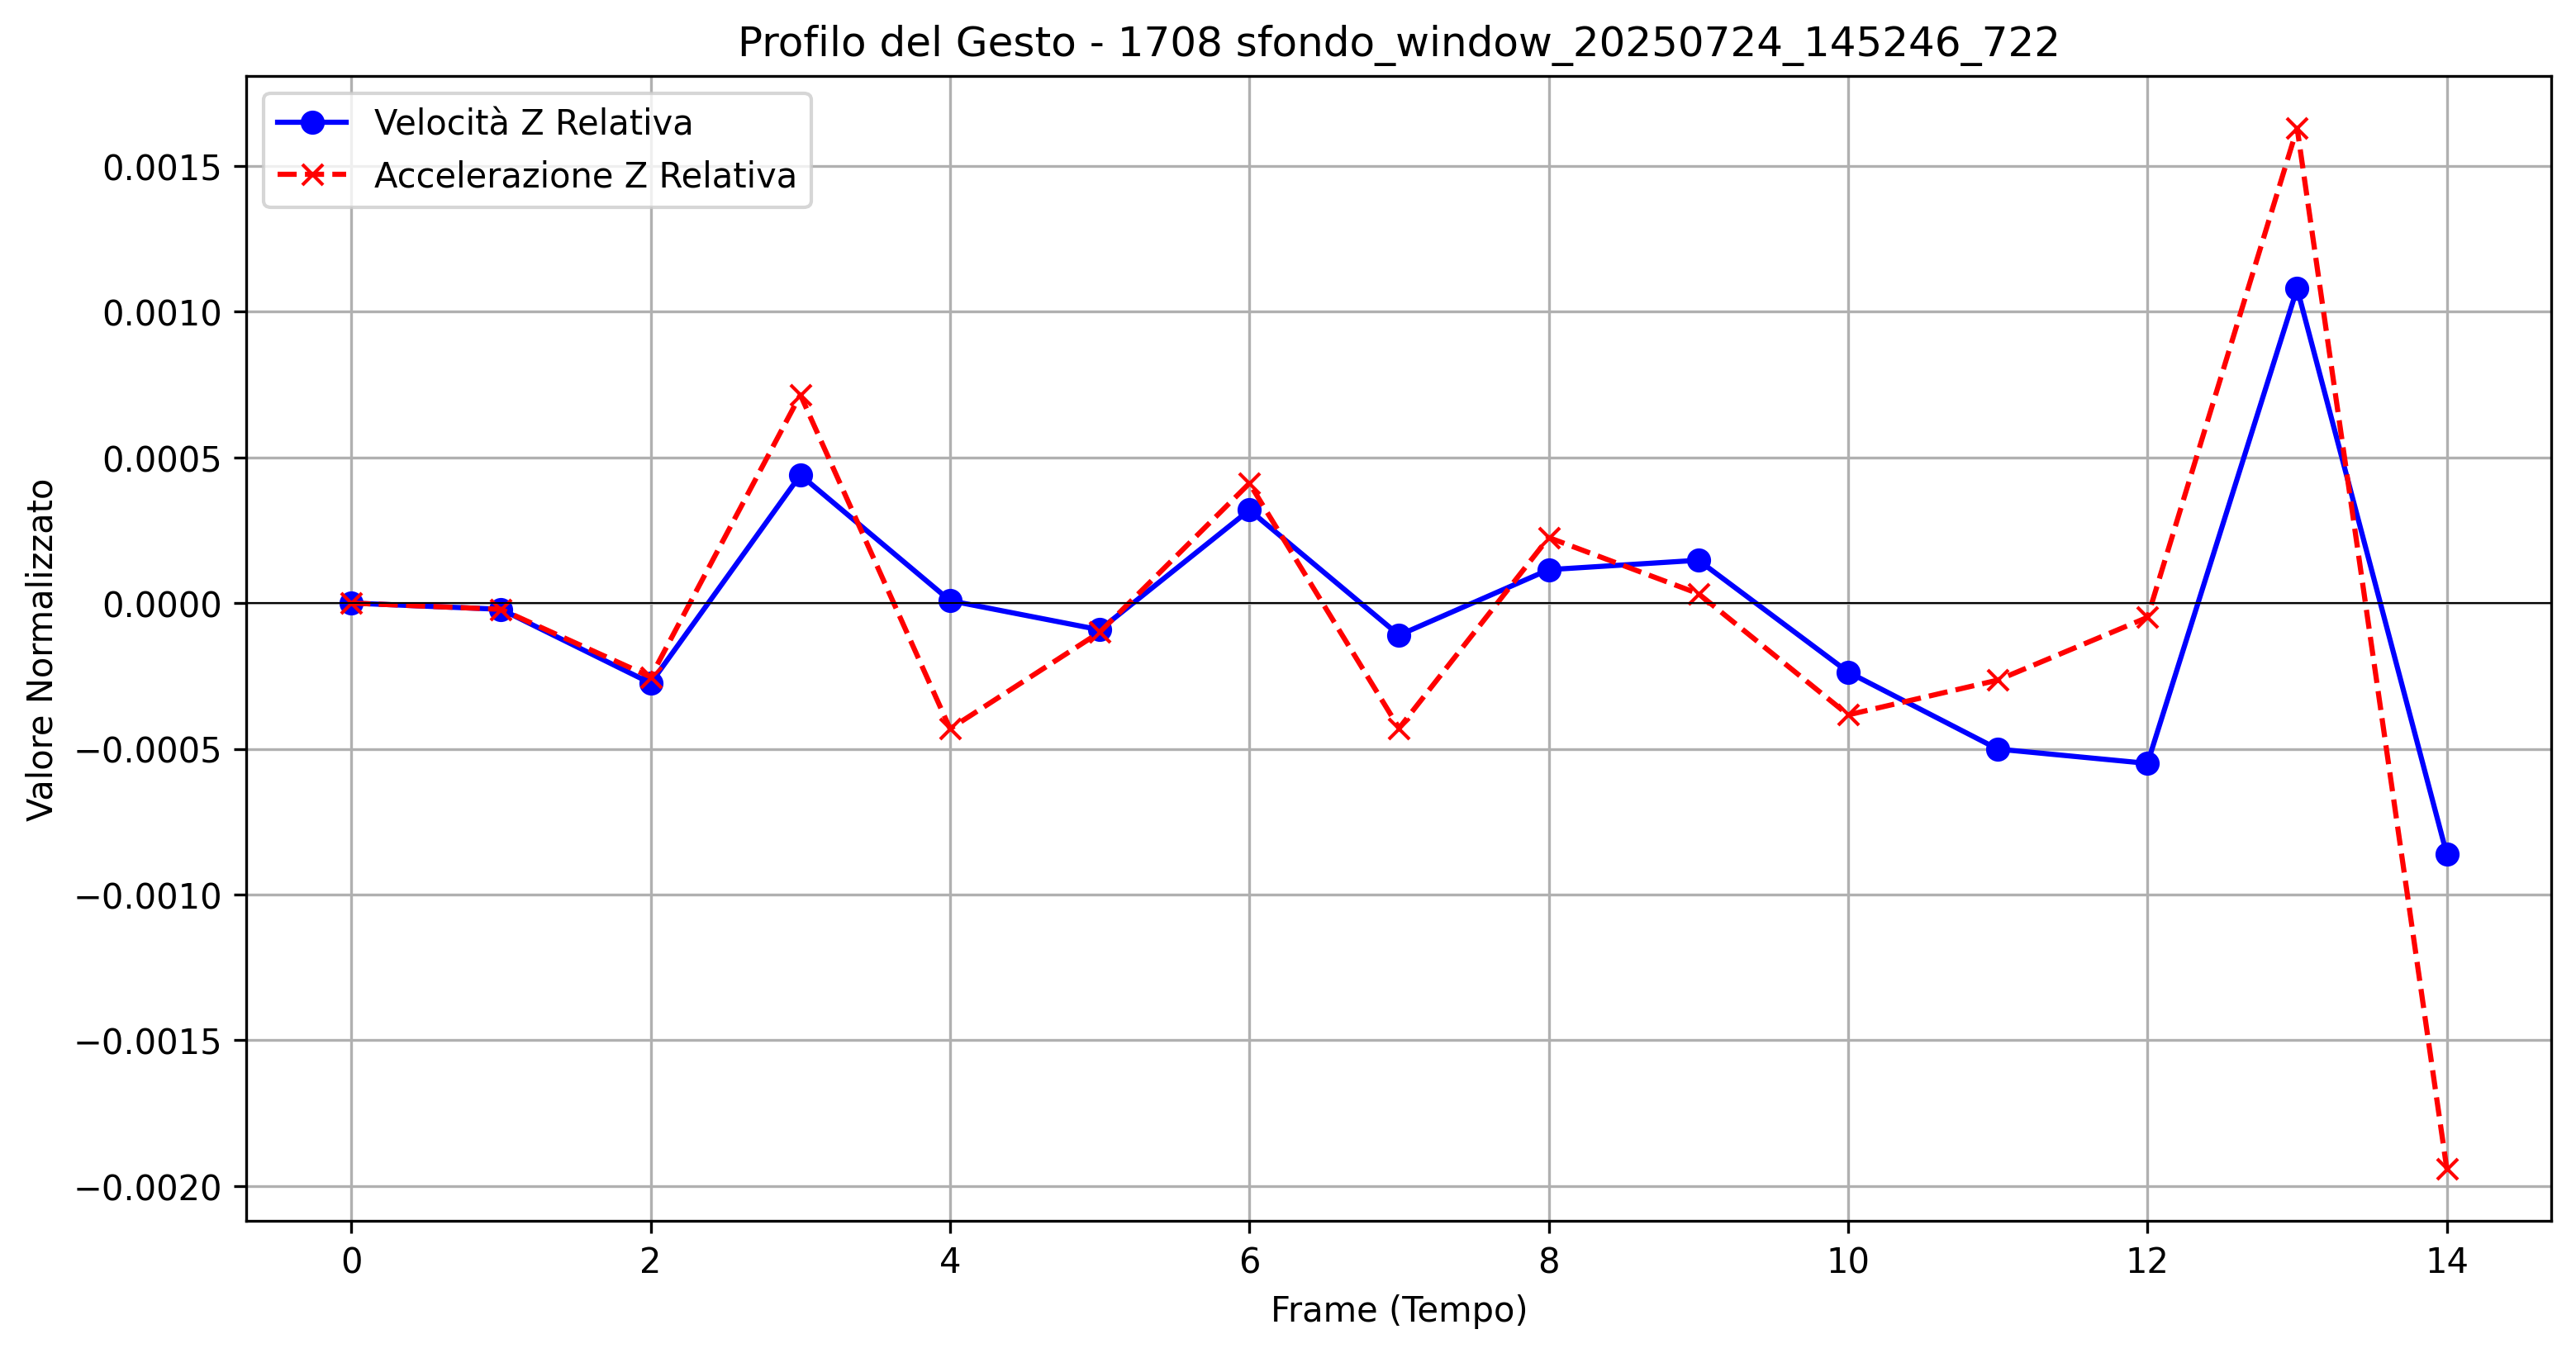 Profilo del Gesto - 1708 sfondo_window_20250724_145246_722
Velocità Z Relativa
Accelerazione Z Relativa
Valore Normalizzato
0.0015
0.0010
0.0005
0.0000
−0.0005
−0.0010
−0.0015
−0.0020
0 2 4 6 8 10 12 14
Frame (Tempo)